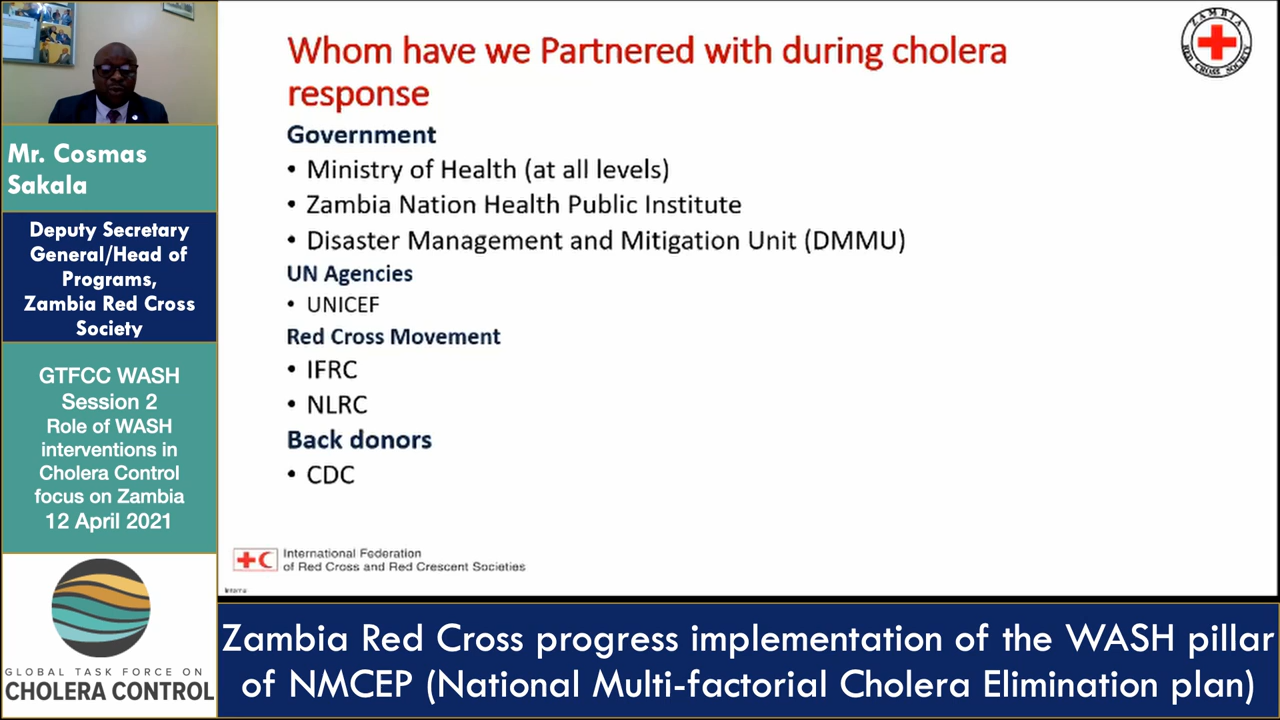 Mr. Cosmas
Sakala
Deputy Secretary
General/Head of
Programs,
Zambia Red Cross
Society
GTFCC WASH
Session 2
Role of WASH
interventions in
Cholera Control
focus on Zambia
12 April 2021
GLOBAL TASK FORCE ON
CHOLERA CONTROL
Whom have we Partnered with during cholera
response
Government
• Ministry of Health (at all levels)
• Zambia Nation Health Public Institute
• Disaster Management and Mitigation Unit (DMMU)
UN Agencies
• UNICEF
Red Cross Movement
• IFRC
• NLRC
Back donors
• CDC
ZAMBIA
RED CROSS SOCIETY
International Federation
of Red Cross and Red Crescent Societies
Zambia Red Cross progress implementation of the WASH pillar
of NMCEP (National Multi-factorial Cholera Elimination plan)